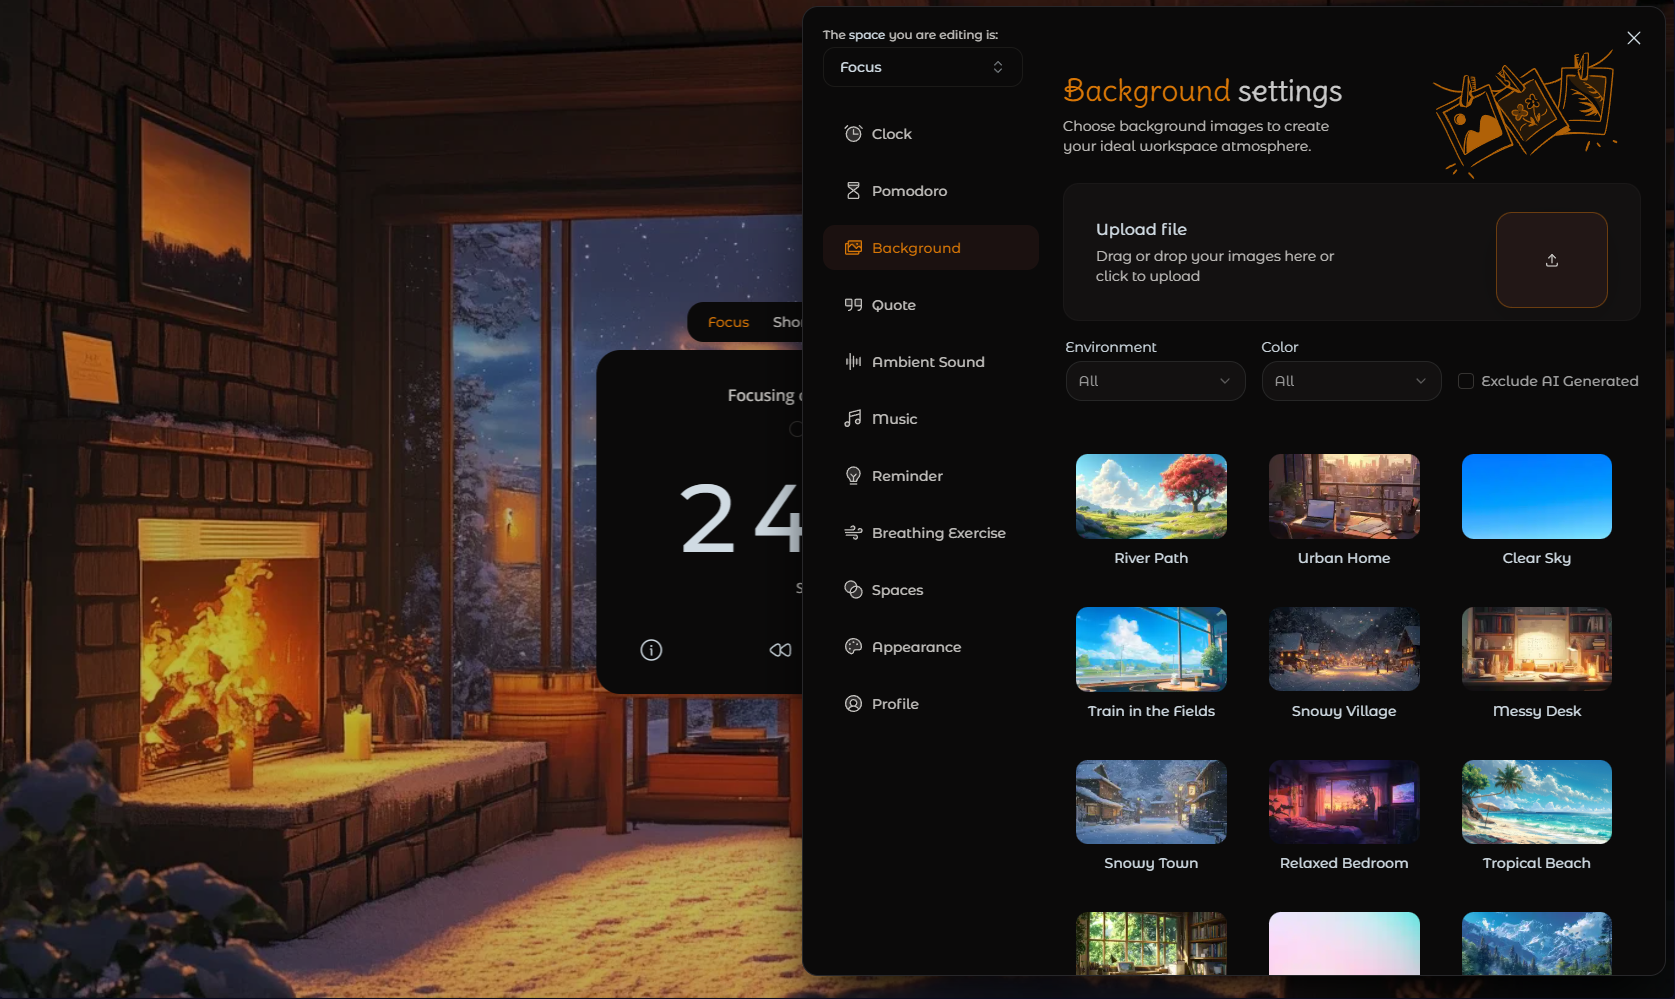 The space you are editing is:
Focus
Clock
Pomodoro
Background
Quote
Ambient Sound
Music
Reminder
Breathing Exercise
Spaces
Appearance
Profile
Background settings
Choose background images to create
your ideal workspace atmosphere.
Upload file
Drag or drop your images here or
click to upload
Environment
Color
All
All
Exclude AI Generated
River Path
Urban Home
Clear Sky
Train in the Fields
Snowy Village
Messy Desk
Snowy Town
Relaxed Bedroom
Tropical Beach
Focus
Focusing
24